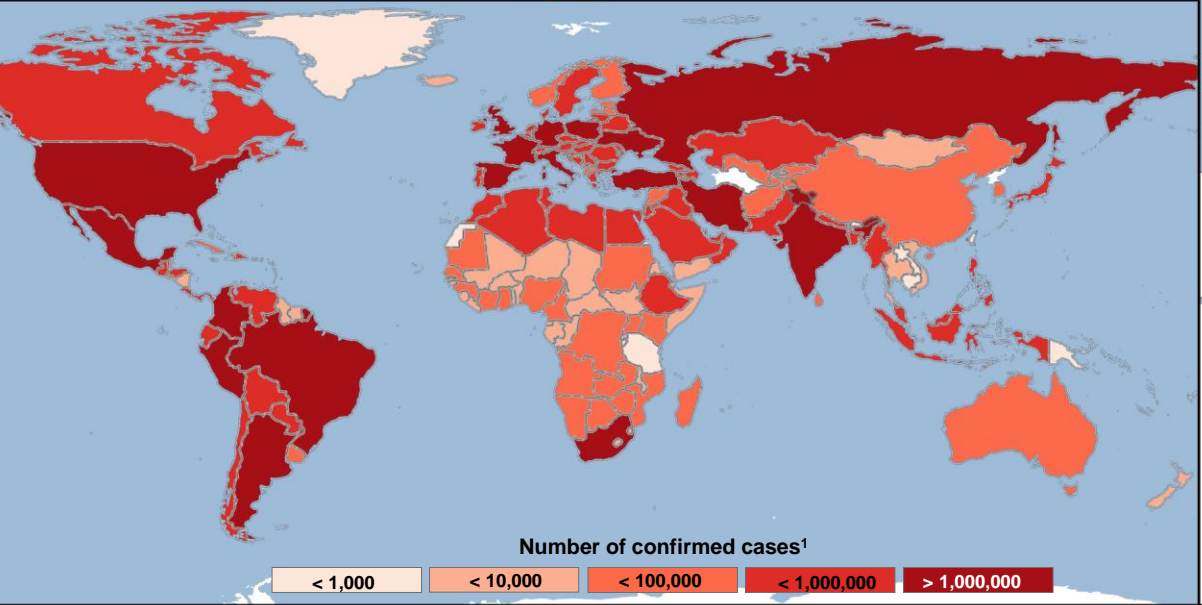 Number of confirmed cases¹
< 1,000 < 10,000 < 100,000 < 1,000,000 > 1,000,000